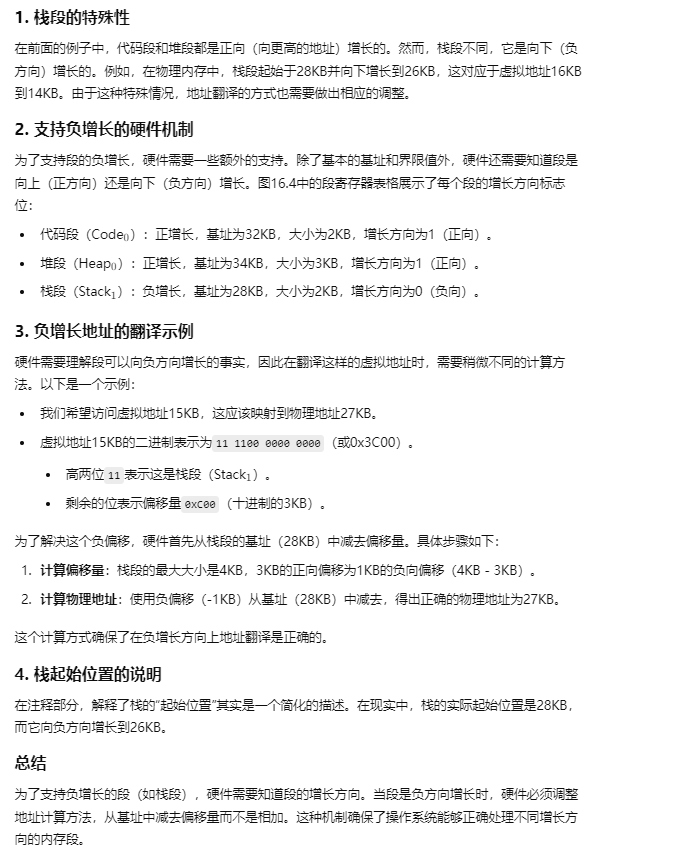 1. 栈段的特殊性
在前面的例子中，代码段和堆段都是正向（向更高的地址）增长的。然而，栈段不同，它是向下（负
方向）增长的。例如，在物理内存中，栈段起始于28KB并向下增长到26KB，这对应于虚拟地址16KB
到14KB。由于这种特殊情况，地址翻译的方式也需要做出相应的调整。
2. 支持负增长的硬件机制
为了支持段的负增长，硬件需要一些额外的支持。除了基本的基址和界限值外，硬件还需要知道段是
向上（正方向）还是向下（负方向）增长。图16.4中的段寄存器表格展示了每个段的增长方向标志
位：
• 代码段（Code₀）：正增长，基址为32KB，大小为2KB，增长方向为1（正向）。
• 堆段（Heap₀）：正增长，基址为34KB，大小为3KB，增长方向为1（正向）。
• 栈段（Stack₁）：负增长，基址为28KB，大小为2KB，增长方向为0（负向）。
3. 负增长地址的翻译示例
硬件需要理解段可以向负方向增长的事实，因此在翻译这样的虚拟地址时，需要稍微不同的计算方
法。以下是一个示例：
• 我们希望访问虚拟地址15KB，这应该映射到物理地址27KB。
• 虚拟地址15KB的二进制表示为 11 1100 0000 0000（或0x3C00）。
• 高两位 11 表示这是栈段（Stack₁）。
• 剩余的位表示偏移量 0xC00（十进制的3KB）。
为了解决这个负偏移，硬件首先从栈段的基址（28KB）中减去偏移量。具体步骤如下：
1. 计算偏移量：栈段的最大大小是4KB，3KB的正向偏移为1KB的负向偏移（4KB - 3KB）。
2. 计算物理地址：使用负偏移（-1KB）从基址（28KB）中减去，得出正确的物理地址为27KB。
这个计算方式确保了在负增长方向上地址翻译是正确的。
4. 栈起始位置的说明
在注释部分，解释了栈的“起始位置”其实是一个简化的描述。在现实中，栈的实际起始位置是28KB，
而它向负方向增长到26KB。
总结
为了支持负增长的段（如栈段），硬件需要知道段的增长方向。当段是负方向增长时，硬件必须调整
地址计算方法，从基址中减去偏移量而不是相加。这种机制确保了操作系统能够正确处理不同增长方
向的内存段。